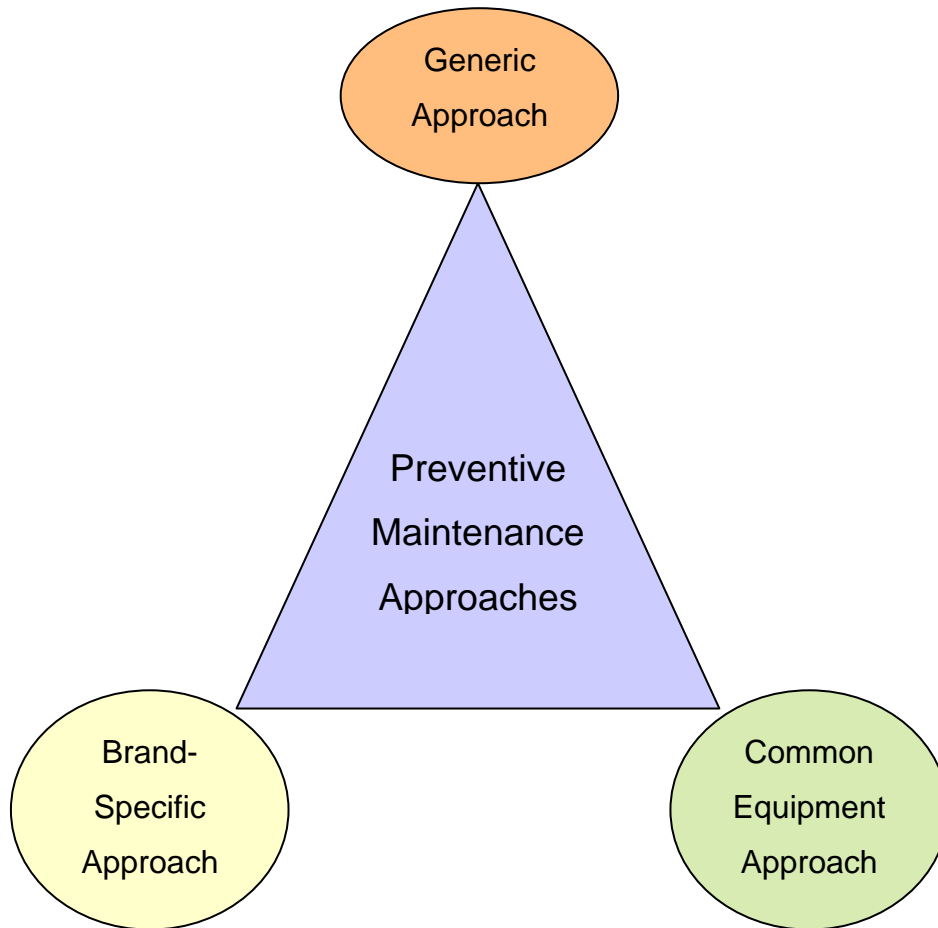 Generic
Approach
Preventive
Maintenance
Approaches
Brand-
Specific
Approach
Common
Equipment
Approach